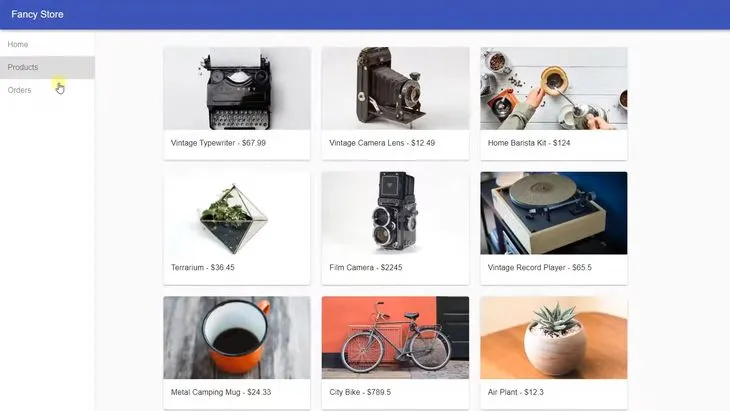 Fancy Store
Home
Products
Orders
Vintage Typewriter - $67.99
Vintage Camera Lens - $12.49
Home Barista Kit - $124
Terrarium - $36.45
Film Camera - $2245
Vintage Record Player - $65.5
Metal Camping Mug - $24.33
City Bike - $789.5
Air Plant - $12.3